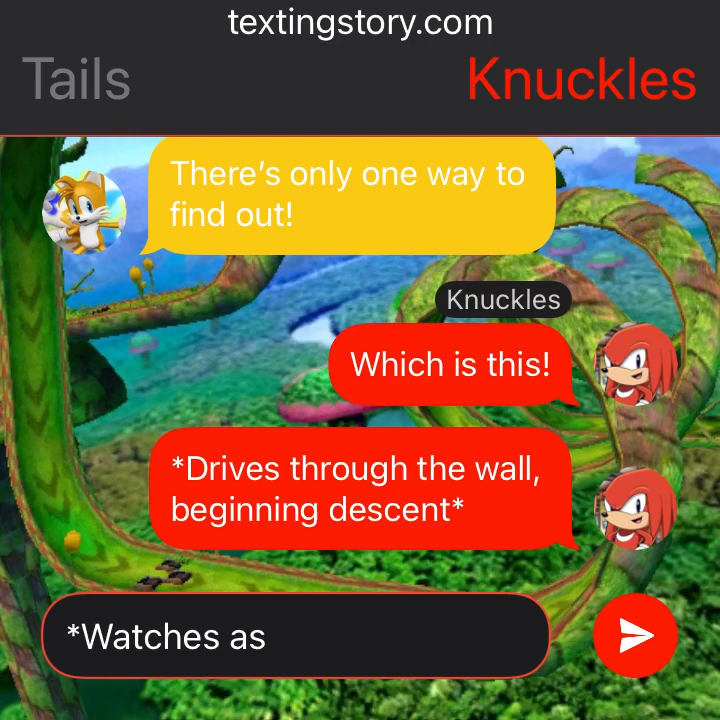 textingstory.com
Tails
Knuckles
There’s only one way to
find out!
Knuckles
Which is this!
*Drives through the wall,
beginning descent*
*Watches as